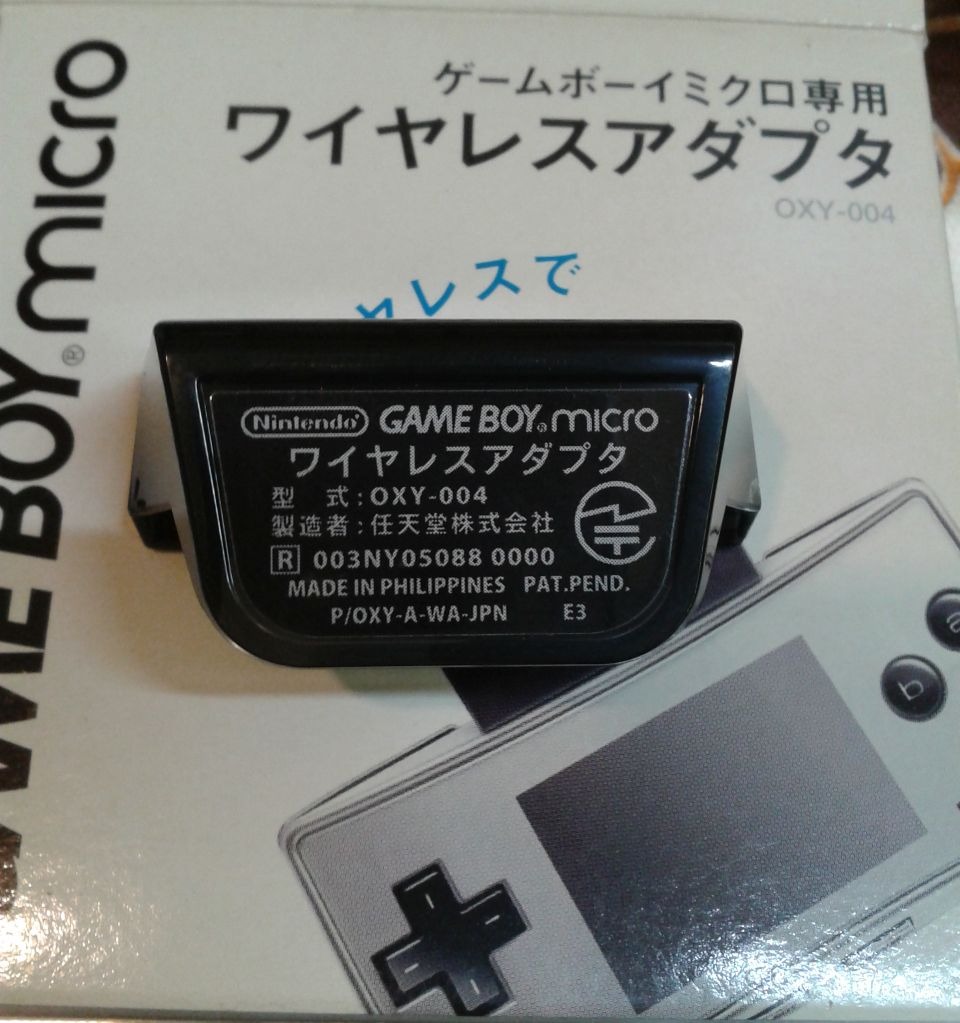 GAME BOY® micro
ゲームボーイミクロ専用
ワイヤレスアダプタ
OXY-004
ヤレスで
Nintendo® GAME BOY® micro
ワイヤレスアダプタ
型 式:OXY-004
製造者:任天堂株式会社
R 003NY05088 0000
MADE IN PHILIPPINES PAT.PEND.
P/OXY-A-WA-JPN E3
a
b